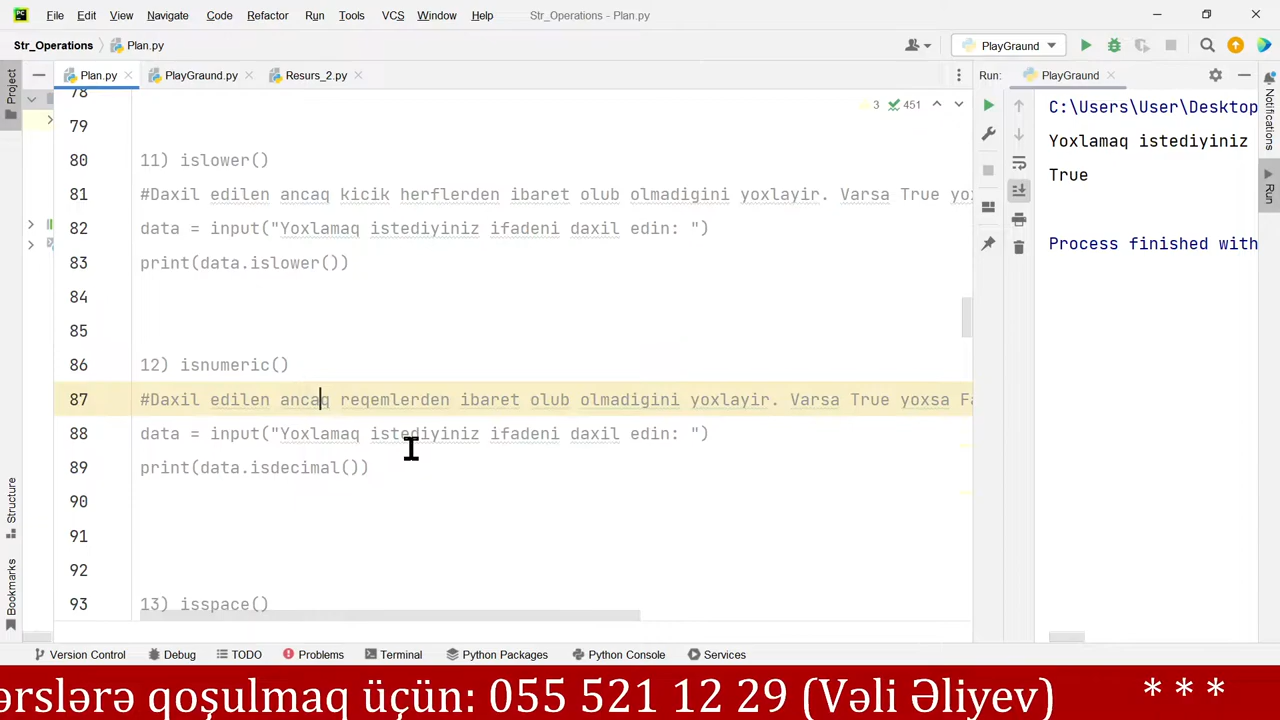 File Edit View Navigate Code Refactor Run Tools VCS Window Help Str_Operations - Plan.py
Str_Operations Plan.py PlayGround
Plan.py PlayGround.py Resurs_2.py Run: PlayGround
Project
Notifications
Run
Structure
Bookmarks
3 451
78
79
80 11) islower()
81 #Daxil edilen ancaq kicik herflerden ibaret olub olmadigini yoxlayir. Varsa True
82 data = input("Yoxlamaq istediyiniz ifadeni daxil edin: ")
83 print(data.islower())
84
85
86 12) isnumeric()
87 #Daxil edilen ancaq reqemlerden ibaret olub olmadigini yoxlayir. Varsa True yoxsa
88 data = input("Yoxlamaq istediyiniz ifadeni daxil edin: ")
89 print(data.isdecimal())
90
91
92
93 13) isspace()
C:\Users\User\Desktop
Yoxlamaq istediyiniz
True
Process finished with
Version Control Debug TODO Problems Terminal Python Packages Python Console Services
ərslərə qoşulmaq üçün: 055 521 12 29 (Vəli Əliyev) * * *